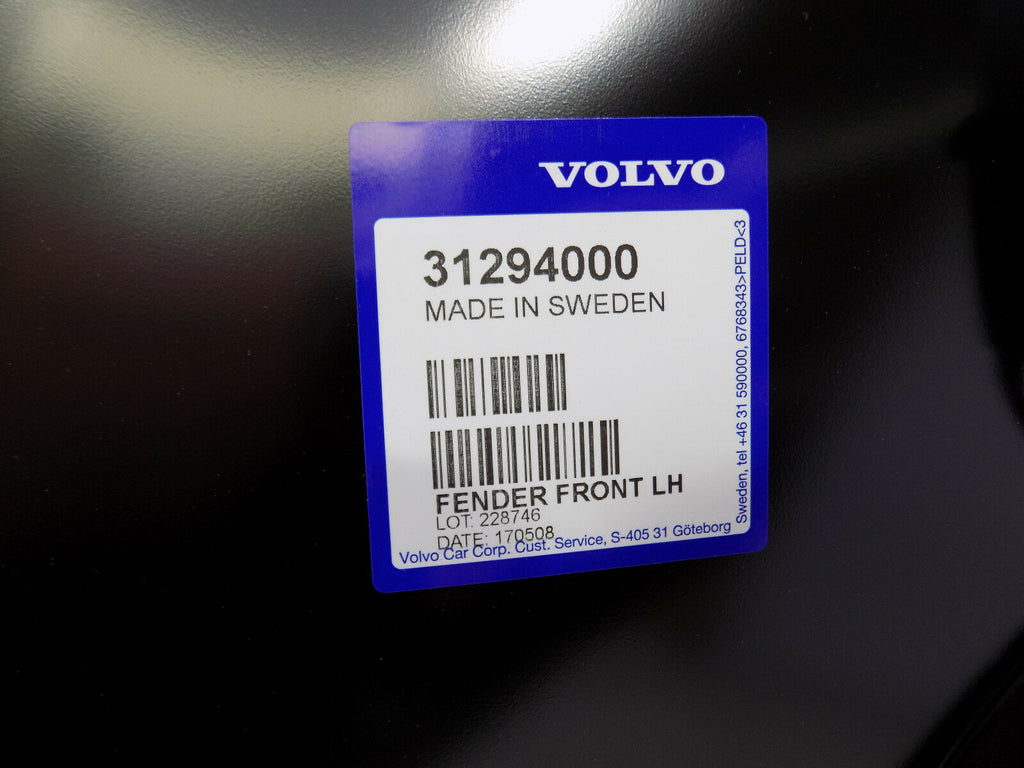 VOLVO
31294000
MADE IN SWEDEN
FENDER FRONT LH
LOT: 228746
DATE: 170508
Volvo Car Corp. Cust. Service, S-405 31 Göteborg
Sweden, tel +46 31 590000, 6768343>PELD<3